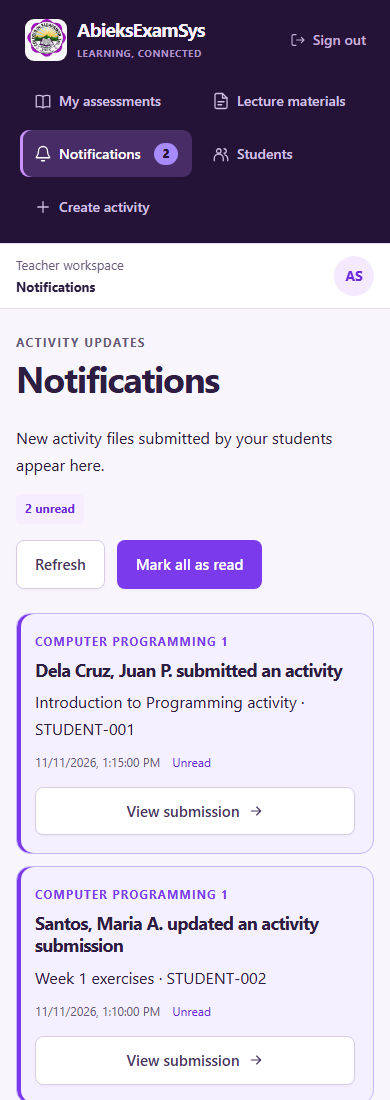 AbieksExamSys
LEARNING, CONNECTED
Sign out
My assessments
Lecture materials
Notifications 2
Students
Create activity
Teacher workspace
Notifications
AS
ACTIVITY UPDATES
Notifications
New activity files submitted by your students
appear here.
2 unread
Refresh
Mark all as read
COMPUTER PROGRAMMING 1
Dela Cruz, Juan P. submitted an activity
Introduction to Programming activity ·
STUDENT-001
11/11/2026, 1:15:00 PM Unread
View submission →
COMPUTER PROGRAMMING 1
Santos, Maria A. updated an activity
submission
Week 1 exercises · STUDENT-002
11/11/2026, 1:10:00 PM Unread
View submission →